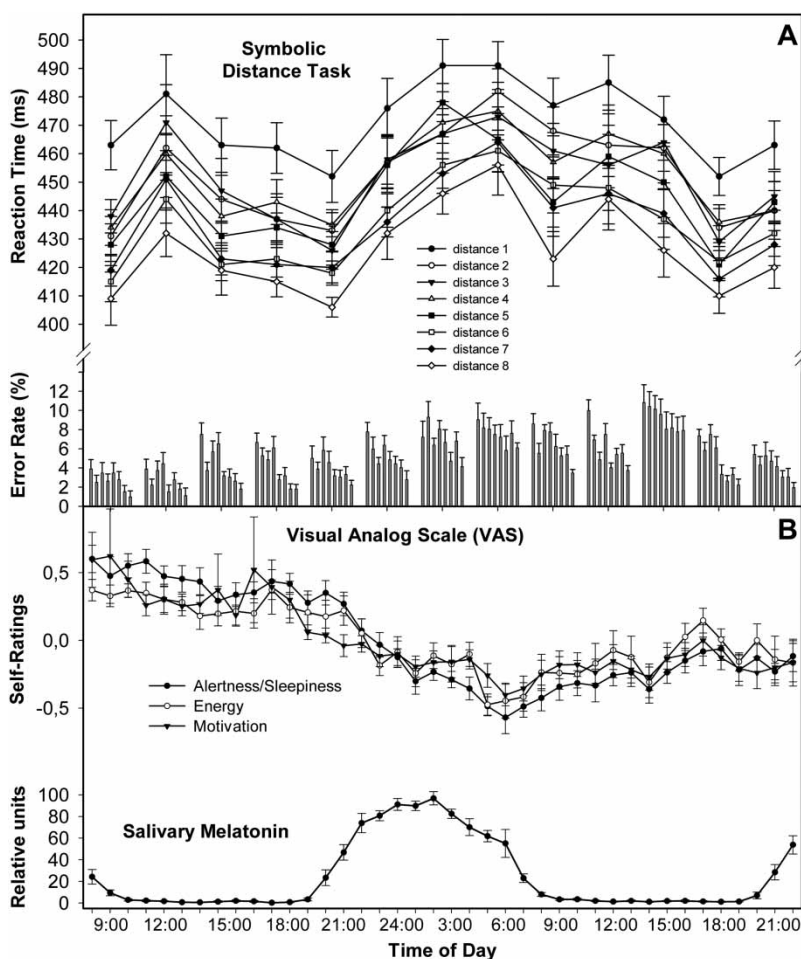 A
Symbolic
Distance Task
Reaction Time (ms)
500
490
480
470
460
450
440
430
420
410
400
distance 1
distance 2
distance 3
distance 4
distance 5
distance 6
distance 7
distance 8
Error Rate (%)
12
10
8
6
4
2
0
B
Visual Analog Scale (VAS)
Self-Ratings
0,5
0,0
-0,5
Alertness/Sleepiness
Energy
Motivation
Relative units
100
80
60
40
20
0
Salivary Melatonin
9:00 12:00 15:00 18:00 21:00 24:00 3:00 6:00 9:00 12:00 15:00 18:00 21:00
Time of Day